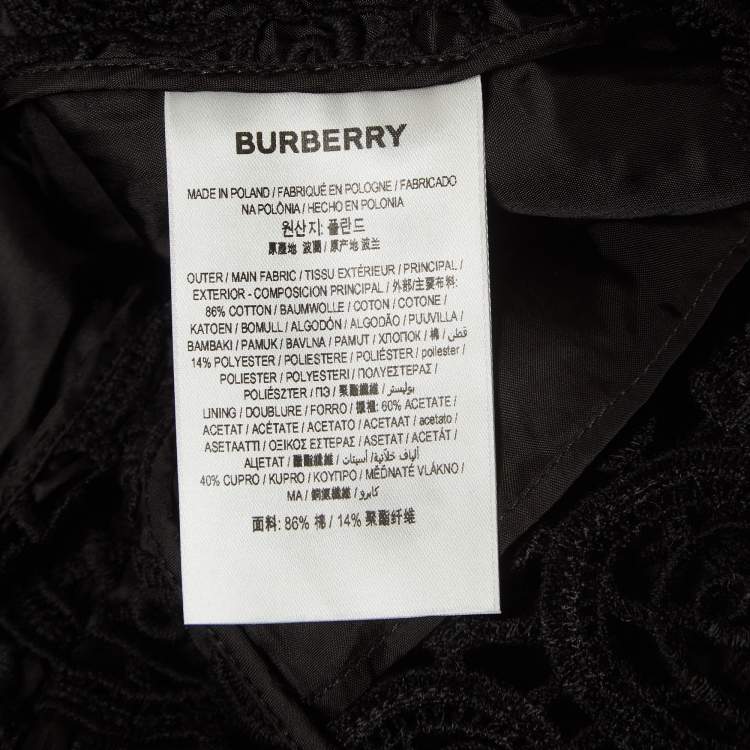 BURBERRY
MADE IN POLAND / FABRIQUÉ EN POLOGNE / FABRICADO
NA POLÔNIA / HECHO EN POLONIA
원산지: 폴란드
原產地 波蘭 / 原产地 波兰
OUTER / MAIN FABRIC / TISSU EXTÉRIEUR / PRINCIPAL /
EXTERIOR - COMPOSICION PRINCIPAL / 外部/主要布料:
86% COTTON / BAUMWOLLE / COTON / COTONE /
KATOEN / BOMULL / ALGODÓN / ALGODÃO / PUUVILLA /
BAMBAKI / PAMUK / BAVLNA / PAMUT / ХЛОПОК / 棉 / قطن /
14% POLYESTER / POLIESTERE / POLIÉSTER / poliester /
POLIESTER / POLYESTERI / ΠΟΛΥΕΣΤΕΡΑΣ /
POLIÉSZTER / ПЭ / 聚酯纖維 / بوليستر /
LINING / DOUBLURE / FORRO / 裡襯: 60% ACETATE /
ACETAT / ACÉTATE / ACETATO / ACETAAT / acetato /
ASETAATTI / ΟΞΙΚΟΣ ΕΣΤΕΡΑΣ / ASETAT / ACETÁT /
АЦЕТАТ / 醋酯纖維 / ألياف خلاتية/ أسيتات /
40% CUPRO / KUPRO / ΚΟΥΠΡΟ / MĚĎNATÉ VLÁKNO /
MA / 銅氨纖維 / كابرو /
面料: 86% 棉 / 14% 聚酯纤维